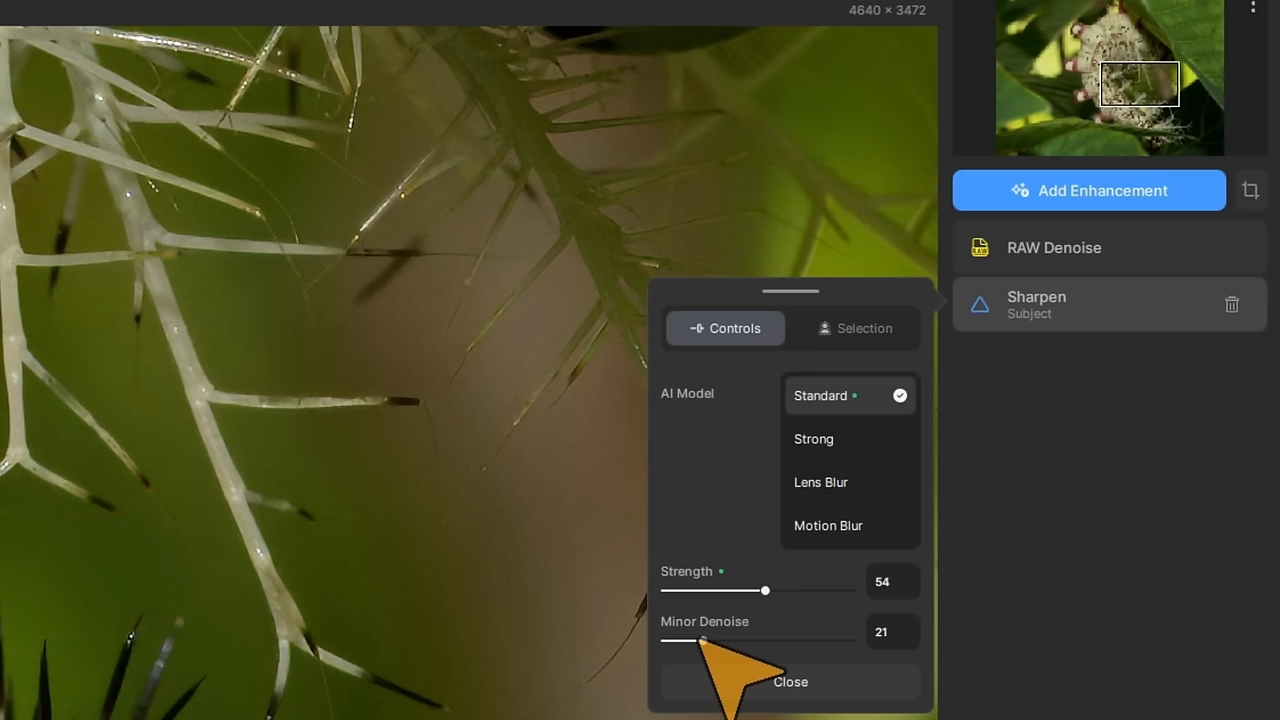 4640 × 3472
Add Enhancement
RAW Denoise
Sharpen
Subject
Controls
Selection
AI Model
Standard
Strong
Lens Blur
Motion Blur
Strength
54
Minor Denoise
21
Close